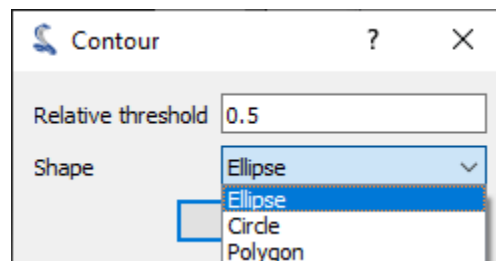 Contour ?
Relative threshold 0.5
Shape Ellipse
Ellipse
Circle
Polygon